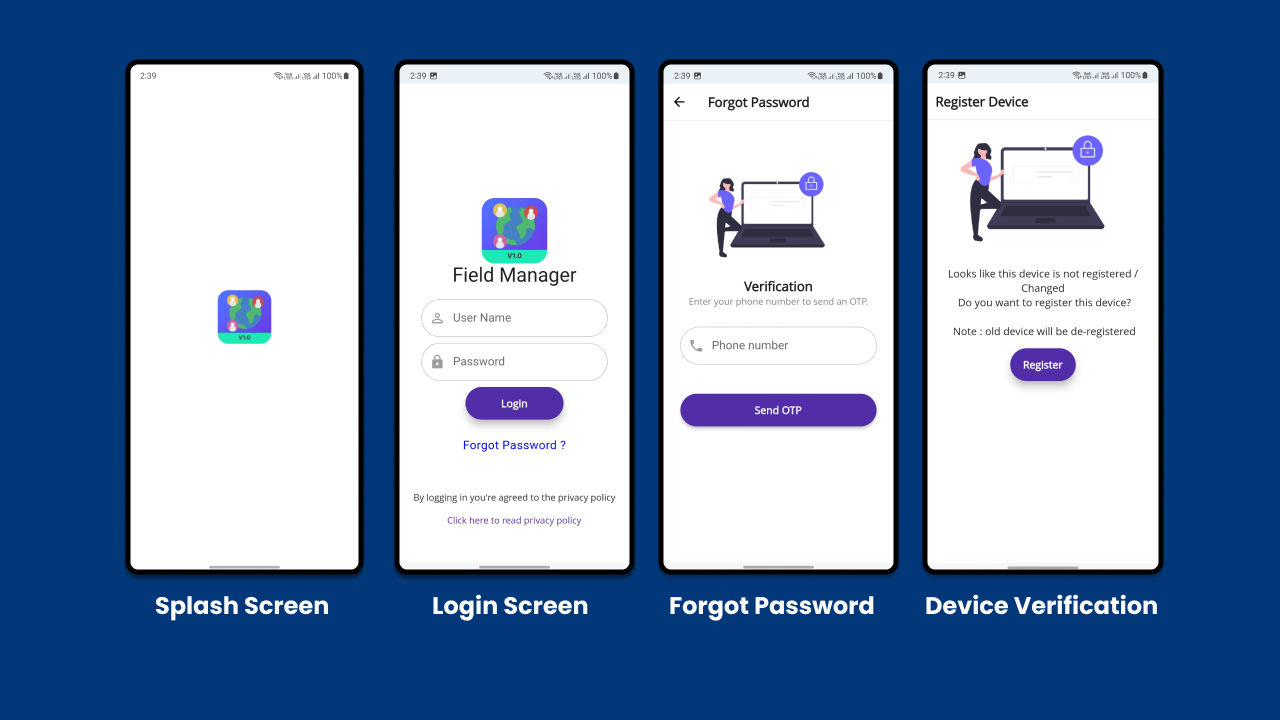 2:39
100%
V1.0
Splash Screen
2:39
100%
V1.0
Field Manager
User Name
Password
Login
Forgot Password ?
By logging in you're agreed to the privacy policy
Click here to read privacy policy
Login Screen
2:39
100%
Forgot Password
Verification
Enter your phone number to send an OTP.
Phone number
Send OTP
Forgot Password
2:39
100%
Register Device
Looks like this device is not registered /
Changed
Do you want to register this device?
Note : old device will be de-registered
Register
Device Verification